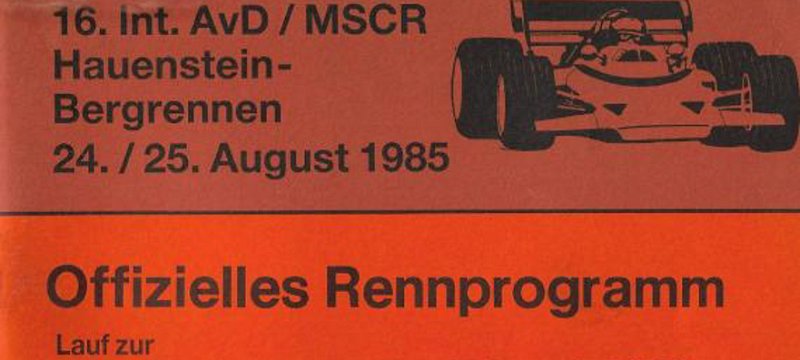 16. Int. AvD / MSCR
Hauenstein-
Bergrennen
24. / 25. August 1985
Offizielles Rennprogramm
Lauf zur